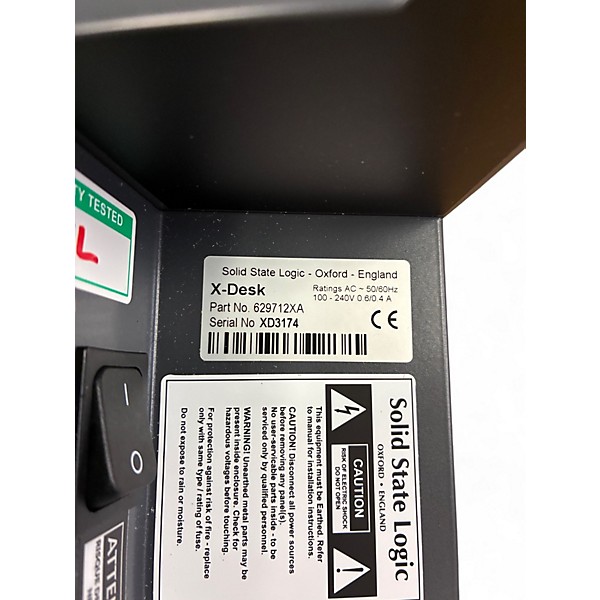 TY TESTED
L
Solid State Logic - Oxford - England
X-Desk
Ratings AC ~ 50/60Hz
100 - 240V 0.6/0.4 A
Part No. 629712XA
Serial No XD3174
CE
Solid State Logic
OXFORD • ENGLAND
CAUTION
RISK OF ELECTRIC SHOCK
DO NOT OPEN
This equipment must be Earthed. Refer
to manual for installation instructions.
CAUTION! Disconnect all power sources
before removing any panel(s).
No user-serviceable parts inside - to be
serviced only by qualified personnel.
WARNING! Unearthed metal parts may be
present inside enclosure. Check for
hazardous voltages before touching.
For protection against risk of fire - replace
only with same type / rating of fuse.
Do not expose to rain or moisture.
I
O
ATTE
RISQUE